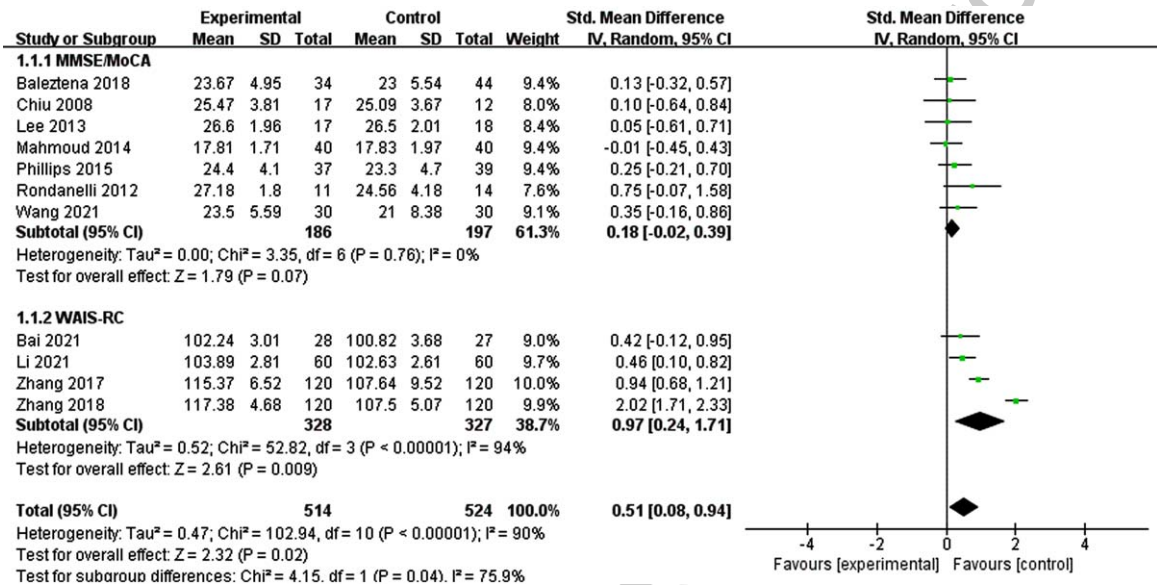 Experimental Control Std. Mean Difference Std. Mean Difference
Study or Subgroup Mean SD Total Mean SD Total Weight IV, Random, 95% CI IV, Random, 95% CI
1.1.1 MMSE/MoCA
Baleztena 2018 23.67 4.95 34 23 5.54 44 9.4% 0.13 [-0.32, 0.57]
Chiu 2008 25.47 3.81 17 25.09 3.67 12 8.0% 0.10 [-0.64, 0.84]
Lee 2013 26.6 1.96 17 26.5 2.01 18 8.4% 0.05 [-0.61, 0.71]
Mahmoud 2014 17.81 1.71 40 17.83 1.97 40 9.4% -0.01 [-0.45, 0.43]
Phillips 2015 24.4 4.1 37 23.3 4.7 39 9.4% 0.25 [-0.21, 0.70]
Rondanelli 2012 27.18 1.8 11 24.56 4.18 14 7.6% 0.75 [-0.07, 1.58]
Wang 2021 23.5 5.59 30 21 8.38 30 9.1% 0.35 [-0.16, 0.86]
Subtotal (95% CI) 186 197 61.3% 0.18 [-0.02, 0.39]
Heterogeneity: Tau² = 0.00; Chi² = 3.35, df = 6 (P = 0.76); I² = 0%
Test for overall effect: Z = 1.79 (P = 0.07)
1.1.2 WAIS-RC
Bai 2021 102.24 3.01 28 100.82 3.68 27 9.0% 0.42 [-0.12, 0.95]
Li 2021 103.89 2.81 60 102.63 2.61 60 9.7% 0.46 [0.10, 0.82]
Zhang 2017 115.37 6.52 120 107.64 9.52 120 10.0% 0.94 [0.68, 1.21]
Zhang 2018 117.38 4.68 120 107.5 5.07 120 9.9% 2.02 [1.71, 2.33]
Subtotal (95% CI) 328 327 38.7% 0.97 [0.24, 1.71]
Heterogeneity: Tau² = 0.52; Chi² = 52.82, df = 3 (P < 0.00001); I² = 94%
Test for overall effect: Z = 2.61 (P = 0.009)
Total (95% CI) 514 524 100.0% 0.51 [0.08, 0.94]
Heterogeneity: Tau² = 0.47; Chi² = 102.94, df = 10 (P < 0.00001); I² = 90%
Test for overall effect: Z = 2.32 (P = 0.02)
Test for subgroup differences: Chi² = 4.15, df = 1 (P = 0.04), I² = 75.9%
-4 -2 0 2 4
Favours [experimental] Favours [control]